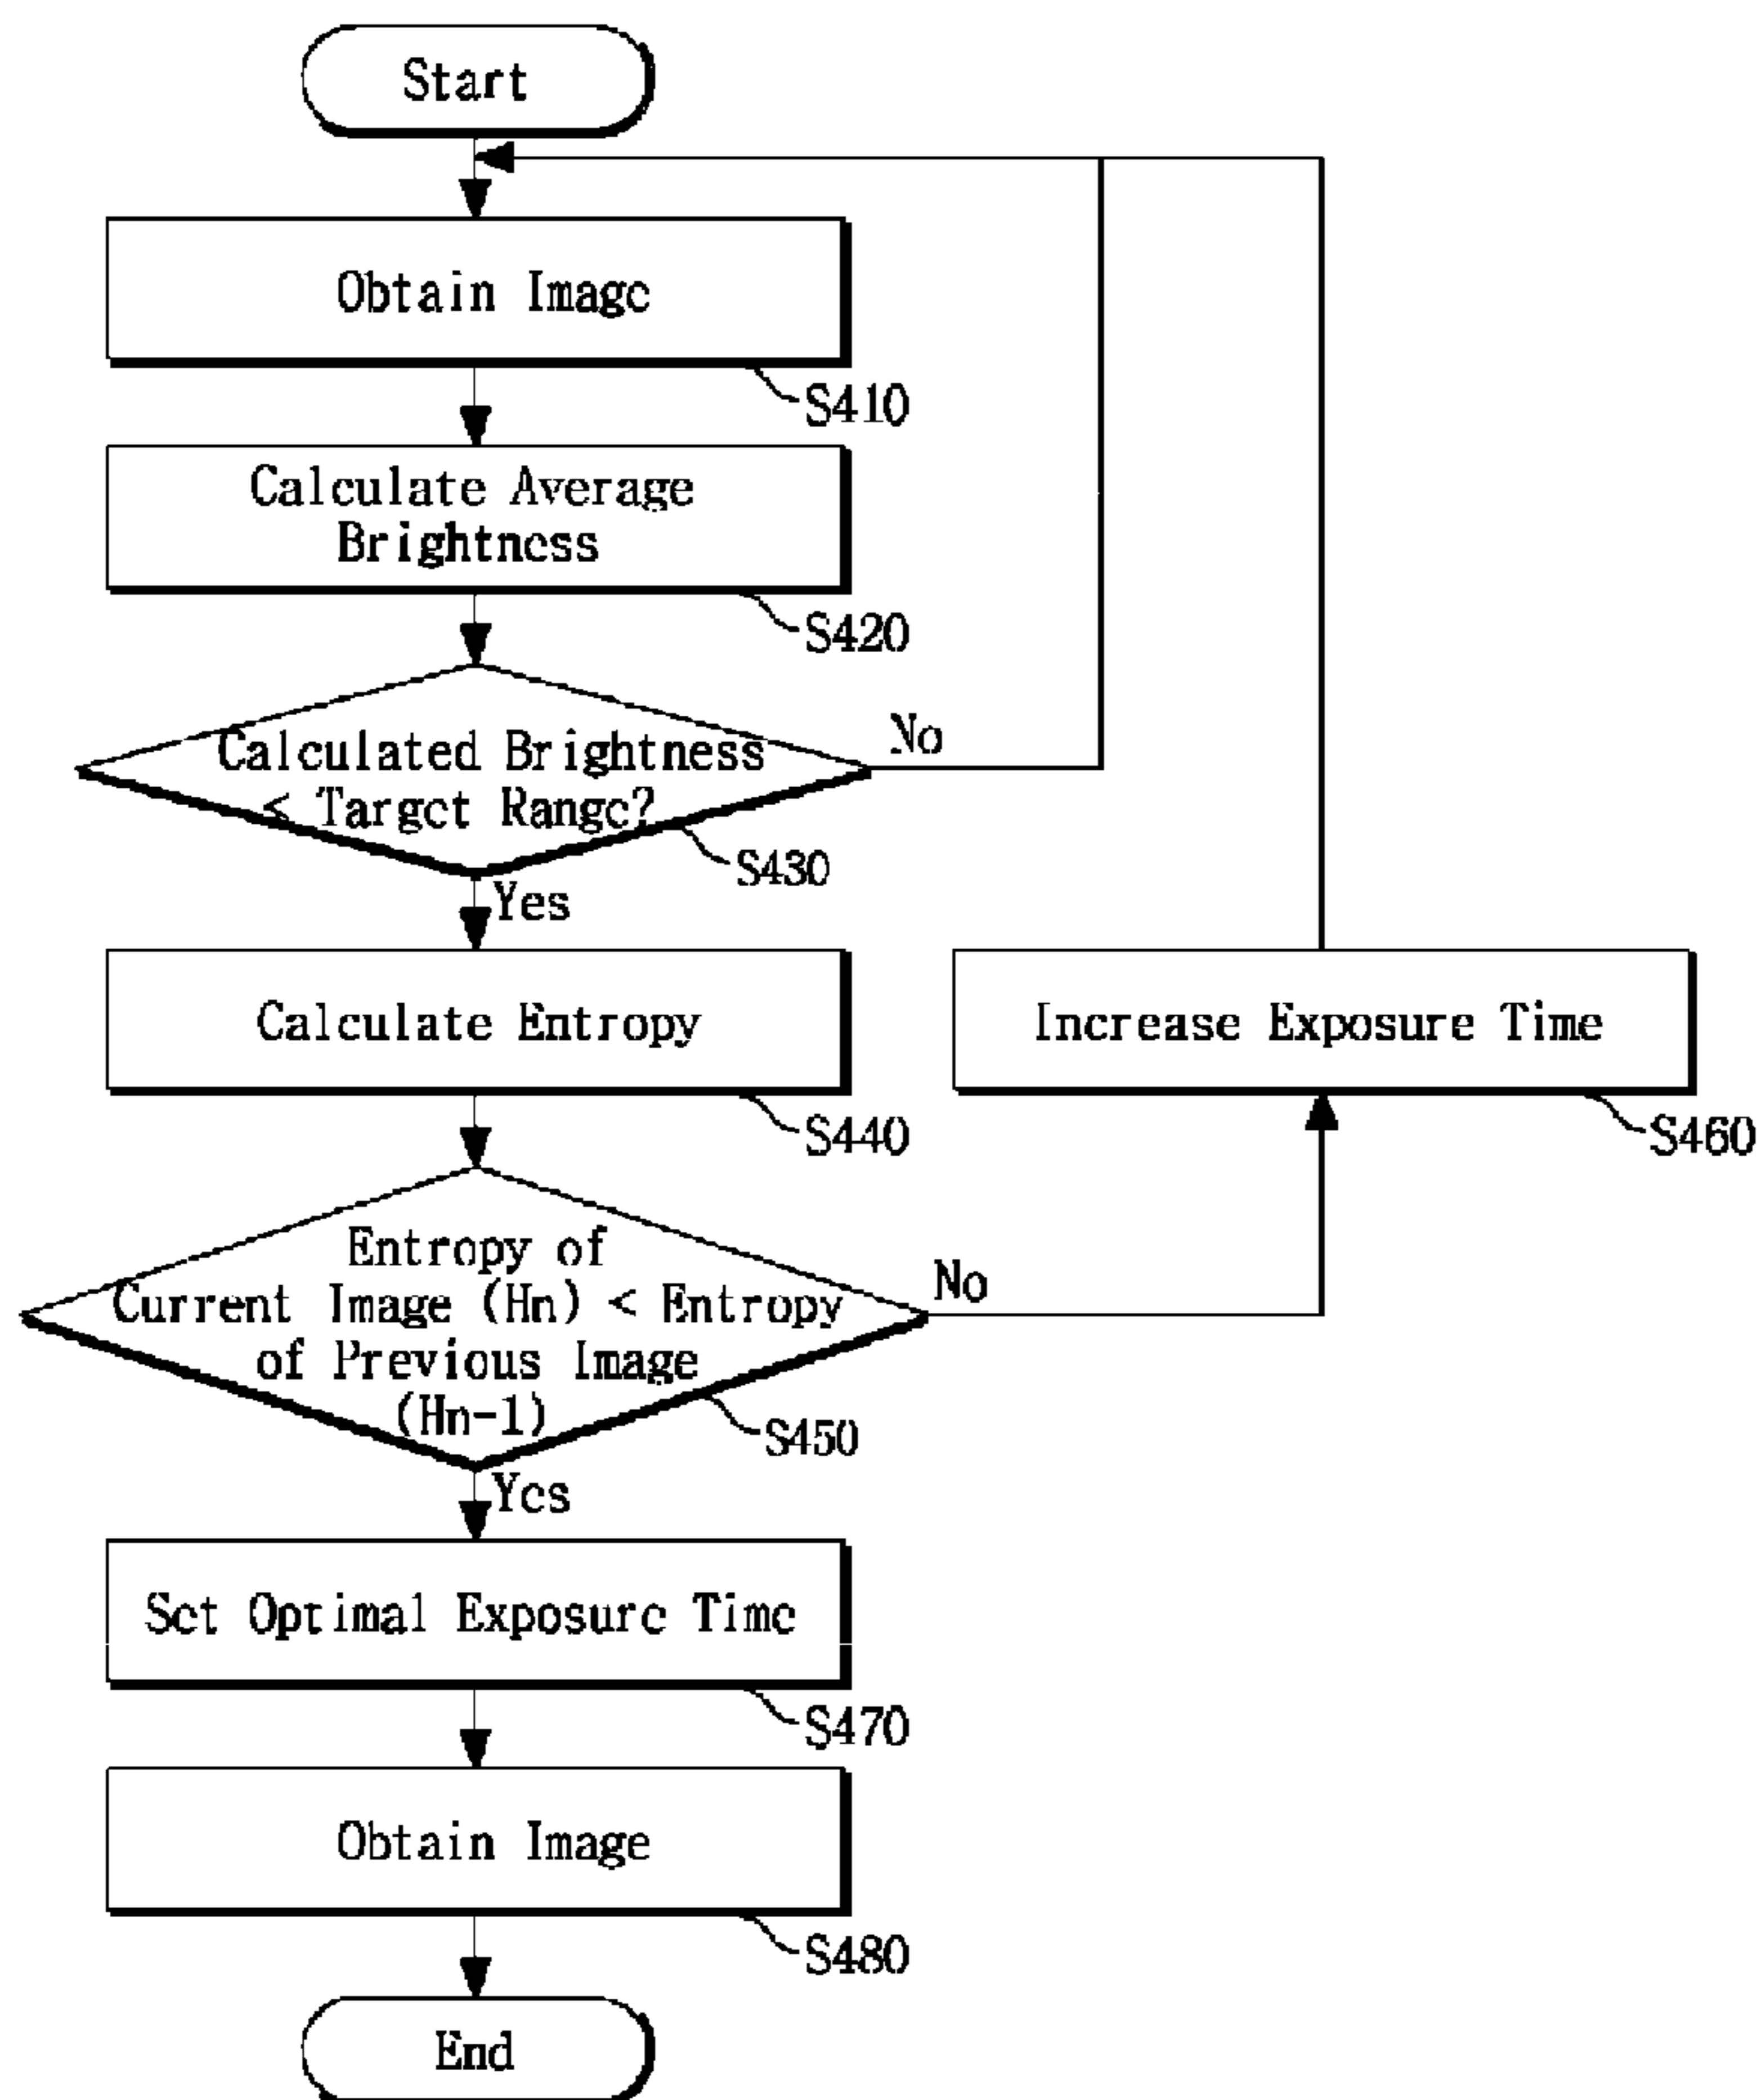 Start
Obtain Image
S410
Calculate Average
Brightness
S420
Calculated Brightness
< Target Range?
No
S430
Yes
Calculate Entropy
S440
Increase Exposure Time
S460
Entropy of
Current Image (Hn) < Entropy
of Previous Image
(Hn-1)
No
S450
Yes
Set Optimal Exposure Time
S470
Obtain Image
S480
End